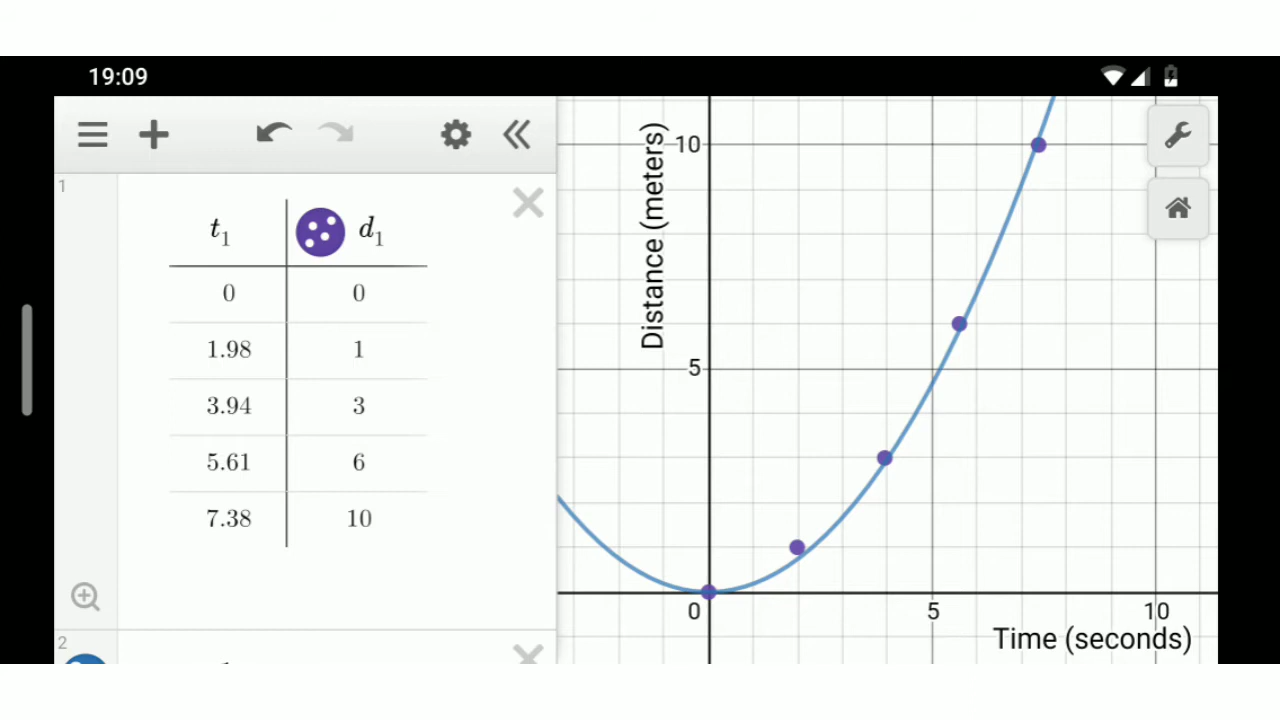 19:09
1
t1 d1
0 0
1.98 1
3.94 3
5.61 6
7.38 10
2
Distance (meters)
10
5
0 5 10
Time (seconds)